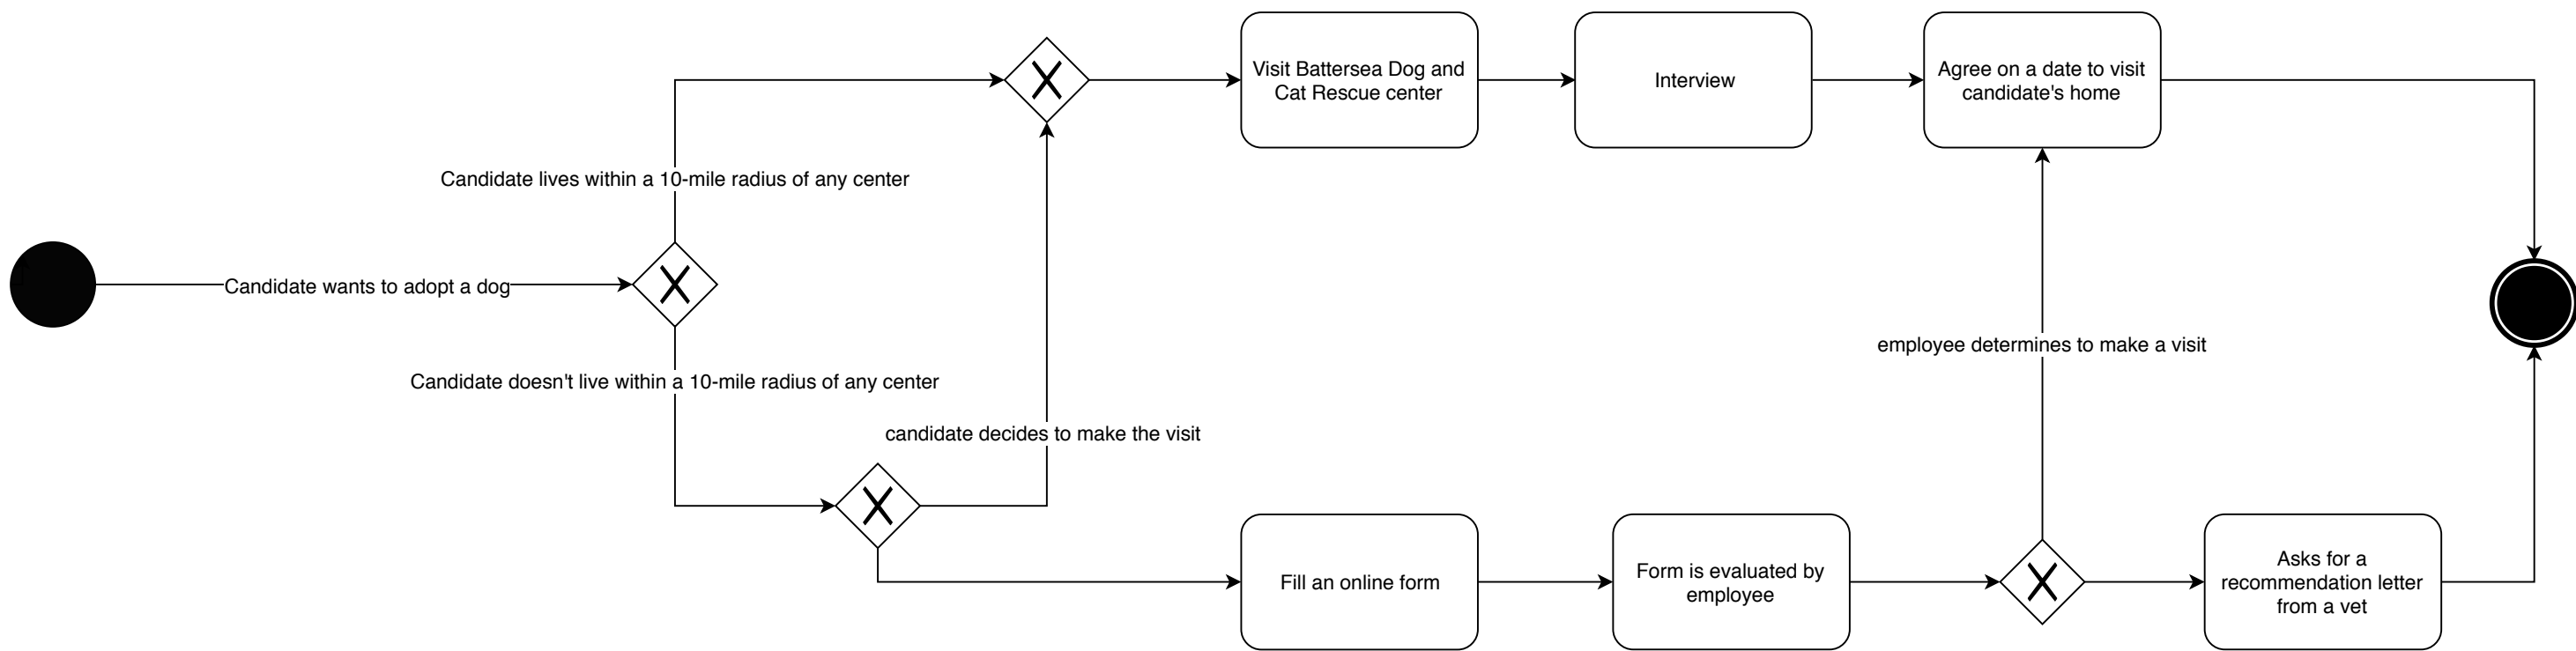 Visit Battersea Dog and
Cat Rescue center
Interview
Agree on a date to visit
candidate's home
Candidate lives within a 10-mile radius of any center
Candidate wants to adopt a dog
employee determines to make a visit
Candidate doesn't live within a 10-mile radius of any center
candidate decides to make the visit
Fill an online form
Form is evaluated by
employee
Asks for a
recommendation letter
from a vet